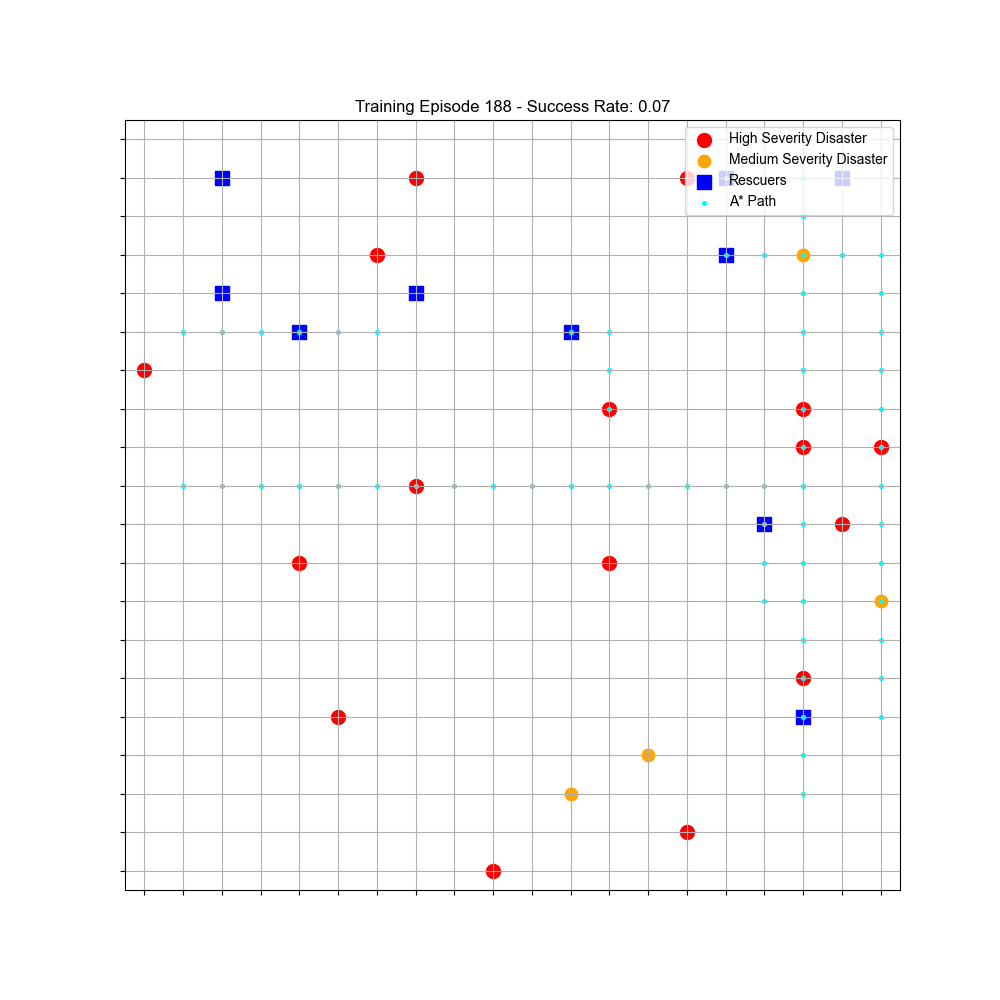 Training Episode 188 - Success Rate: 0.07
High Severity Disaster
Medium Severity Disaster
Rescuers
A* Path